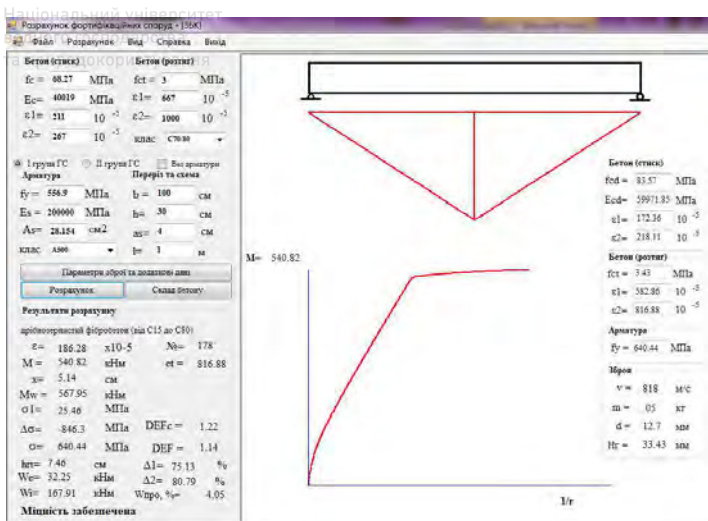 Національний університет
Розрахунок фортифікаційних споруд - [ЗБК]
Файл Розрахунок Вид Справка Вихід
Бетон (стиск) Бетон (розтяг)
fc = 68.27 МПа fct = 3 МПа
Ec= 40019 МПа ε1= 667 10 -5
ε1= 211 10 -5 ε2= 1000 10 -5
ε2= 267 10 -5 клас C70/80
I група ГС II група ГС Без арматури
Арматура Переріз та схема
fy = 556.9 МПа b = 100 см
Es = 200000 МПа h= 30 см
As= 28.154 см2 as= 4 см
клас A500 l= 1 м
Параметри зброї та додаткові дані
Розрахунок Склад бетону
Результати розрахунку
дрібнозернистий фібробетон (від C15 до C80)
ε= 186.28 x10-5 №= 178
M = 540.82 кНм et = 816.88
x= 5.14 см
Mw = 567.95 кНм
σ1= 25.46 МПа
Δσ= -846.3 МПа DEFc = 1.22
σ= 640.44 МПа DEF = 1.14
hrt= 7.46 см Δ1= 75.13 %
We= 32.25 кНм Δ2= 80.79 %
Wi= 167.91 кНм Wпро, %= 4.05
Міцність забезпечена
M= 540.82
1/r
Бетон (стиск)
fcd = 83.57 МПа
Ecd= 59971.85 МПа
ε1= 172.36 10 -5
ε2= 218.11 10 -5
Бетон (розтяг)
fct = 3.43 МПа
ε1= 582.86 10 -5
ε2= 816.88 10 -5
Арматура
fy = 640.44 МПа
Зброя
v = 818 м/с
m = 05 кг
d = 12.7 мм
Hr = 33.43 мм